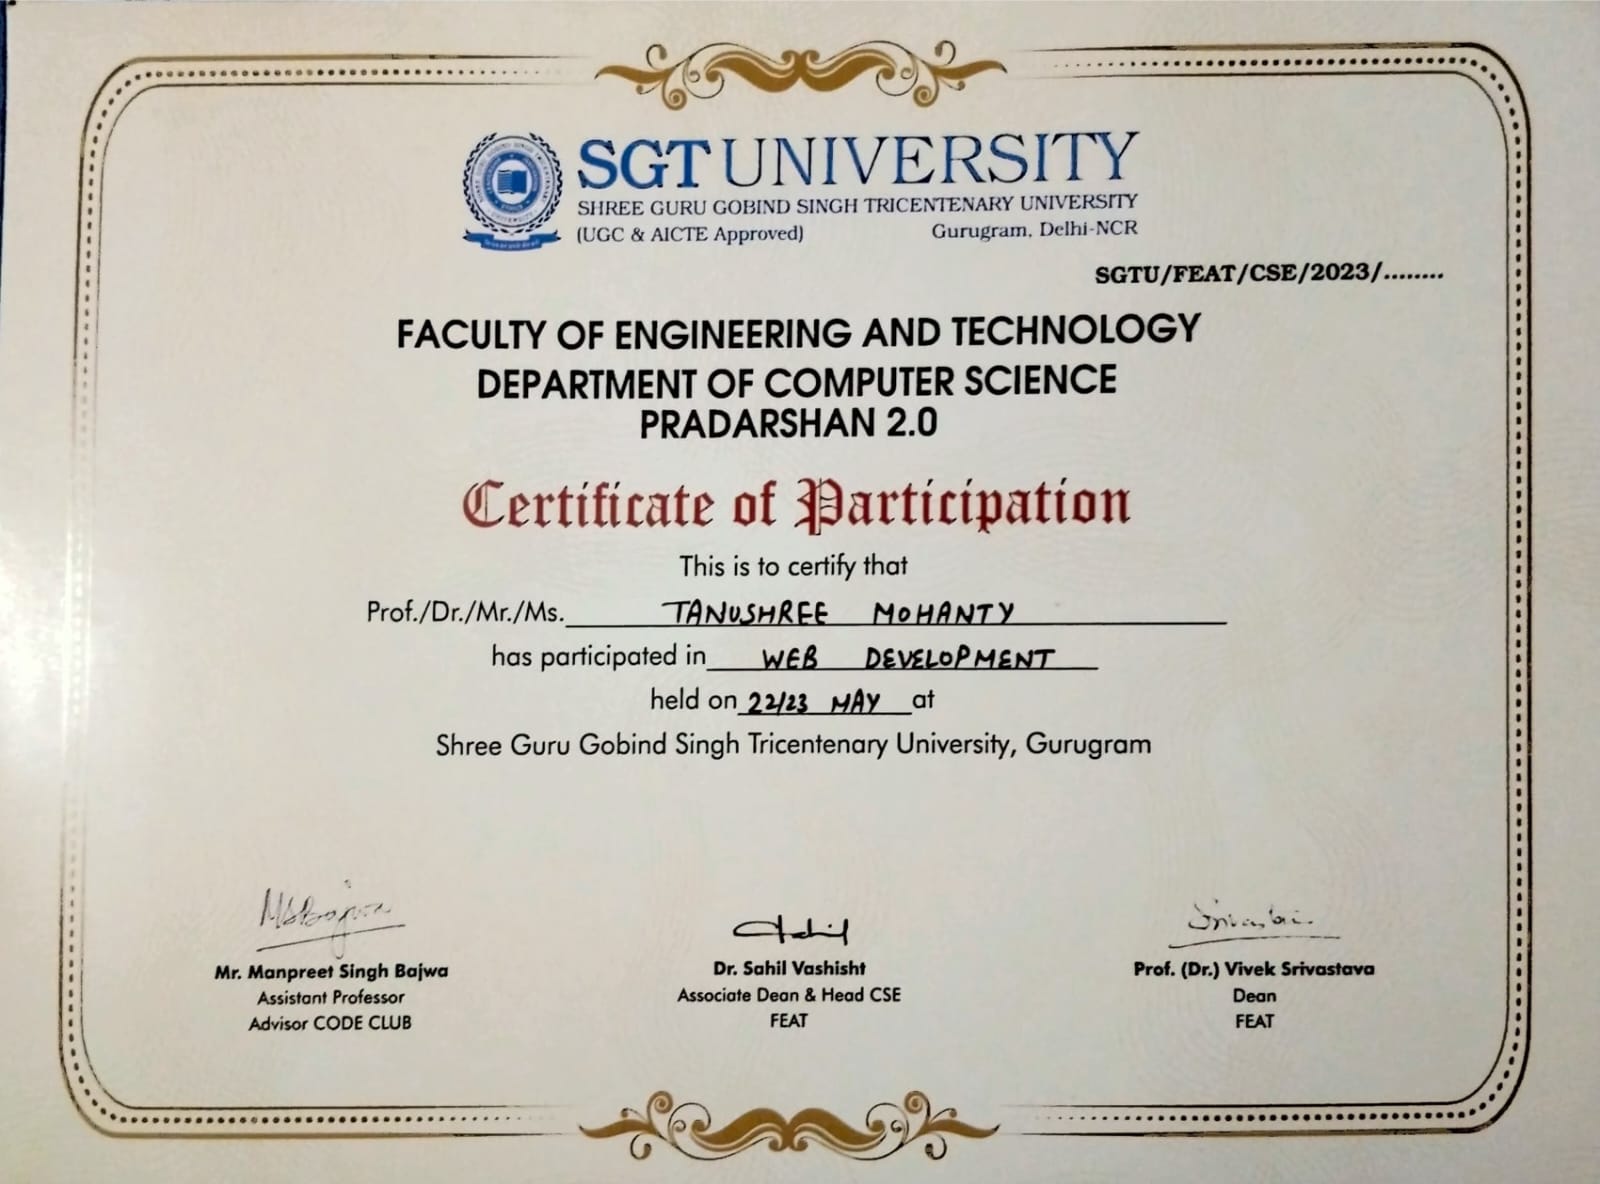 SGT UNIVERSITY
SHREE GURU GOBIND SINGH TRICENTENARY UNIVERSITY
(UGC & AICTE Approved) Gurugram, Delhi-NCR
SGTU/FEAT/CSE/2023/........
FACULTY OF ENGINEERING AND TECHNOLOGY
DEPARTMENT OF COMPUTER SCIENCE
PRADARSHAN 2.0
Certificate of Participation
This is to certify that
Prof./Dr./Mr./Ms. TANUSHREE MOHANTY
has participated in WEB DEVELOPMENT
held on 22/23 MAY at
Shree Guru Gobind Singh Tricentenary University, Gurugram
Mr. Manpreet Singh Bajwa
Assistant Professor
Advisor CODE CLUB
Dr. Sahil Vashisht
Associate Dean & Head CSE
FEAT
Prof. (Dr.) Vivek Srivastava
Dean
FEAT